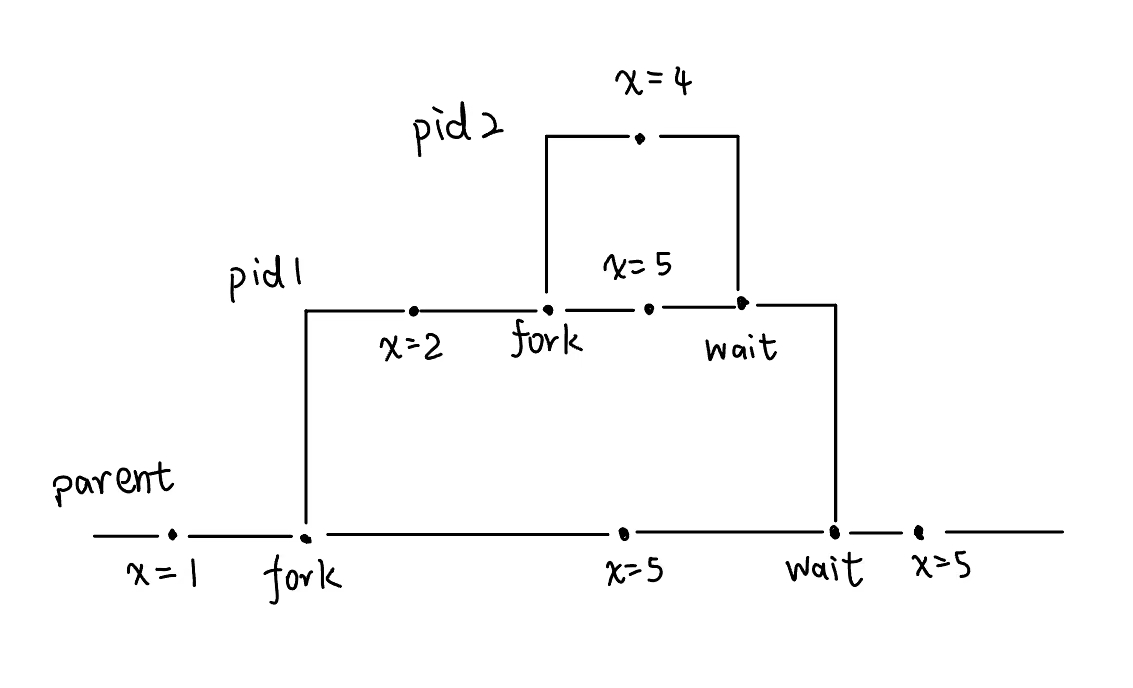 x=4
pid2
x=5
pid1
x=2
fork
wait
parent
x=1
fork
x=5
wait
x=5